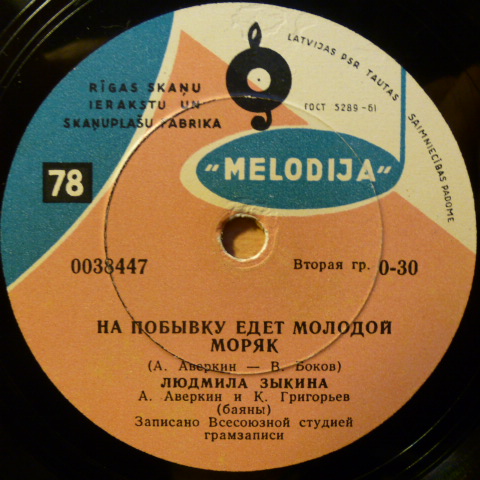 RĪGAS SKAŅU
IERAKSTU UN
SKAŅUPLAŠU FABRIKA
LATVIJAS PSR TAUTAS
SAIMNIECĪBAS PADOME
ГОСТ 5289-61
"MELODIJA"
78
0038447
Вторая гр. 0-30
НА ПОБЫВКУ ЕДЕТ МОЛОДОЙ
МОРЯК
(А. Аверкин — В. Боков)
ЛЮДМИЛА ЗЫКИНА
А. Аверкин и К. Григорьев
(баяны)
Записано Всесоюзной студией
грамзаписи